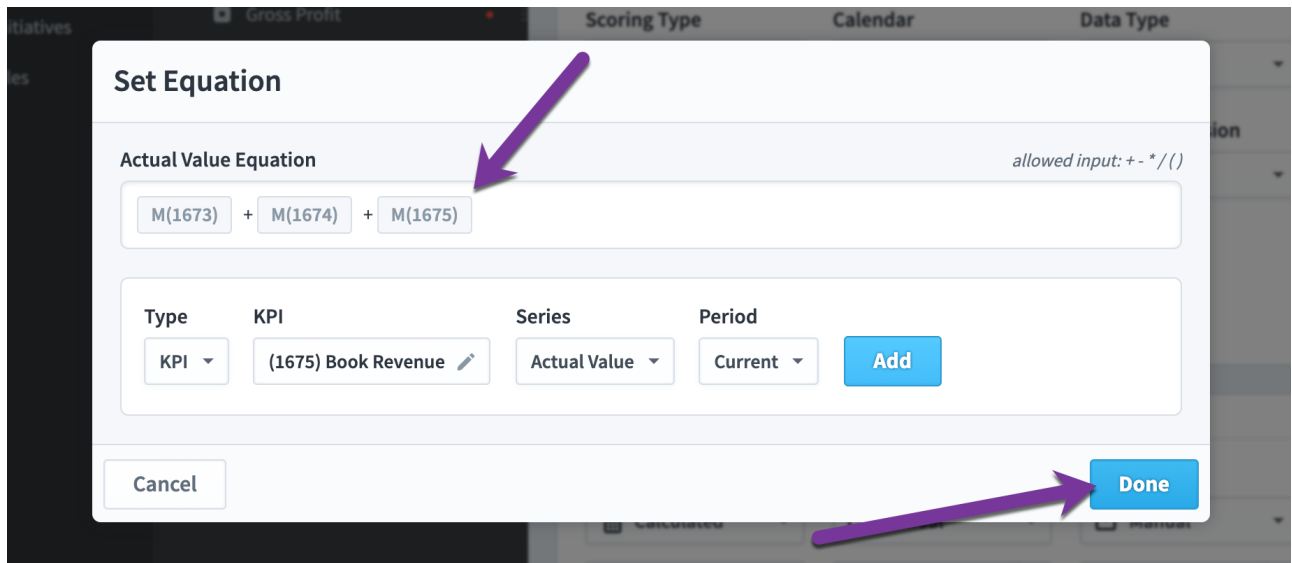 Gross Profit
Scoring Type Calendar Data Type
Set Equation
Actual Value Equation allowed input: + - * / ( )
M(1673) + M(1674) + M(1675)
Type KPI Series Period
KPI (1675) Book Revenue Actual Value Current Add
Cancel Done
Calculated Manual